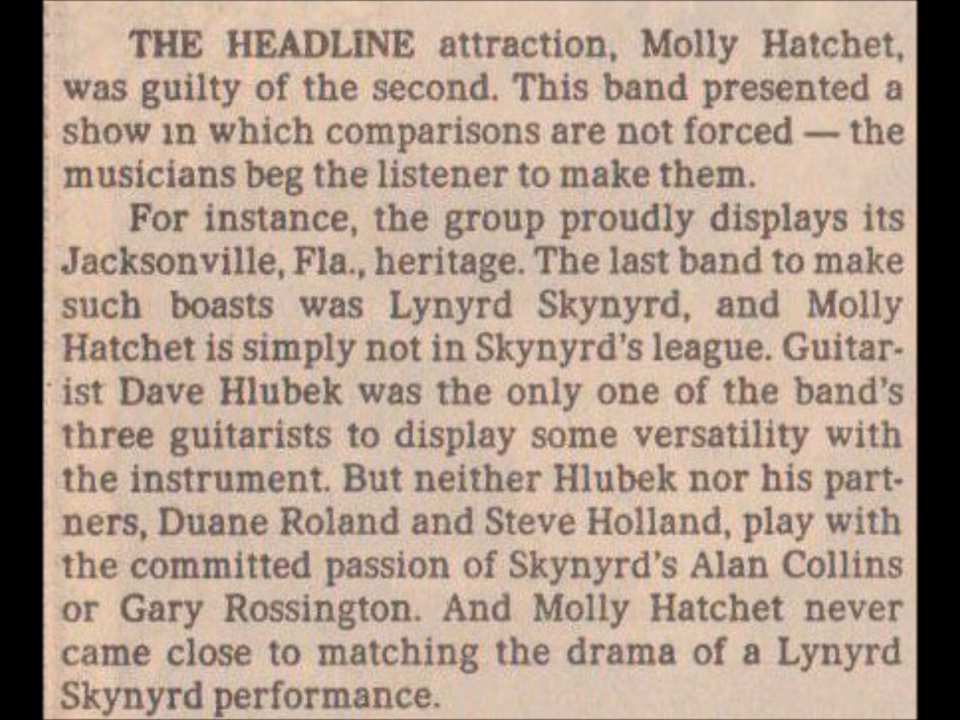 THE HEADLINE attraction, Molly Hatchet,
was guilty of the second. This band presented a
show in which comparisons are not forced — the
musicians beg the listener to make them.
For instance, the group proudly displays its
Jacksonville, Fla., heritage. The last band to make
such boasts was Lynyrd Skynyrd, and Molly
Hatchet is simply not in Skynyrd's league. Guitar-
ist Dave Hlubek was the only one of the band's
three guitarists to display some versatility with
the instrument. But neither Hlubek nor his part-
ners, Duane Roland and Steve Holland, play with
the committed passion of Skynyrd's Alan Collins
or Gary Rossington. And Molly Hatchet never
came close to matching the drama of a Lynyrd
Skynyrd performance.